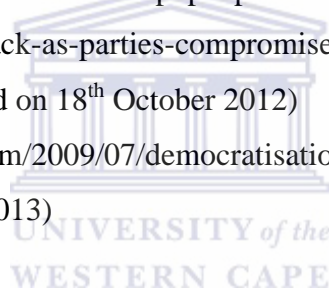 ck-as-parties-compromise
d on 18th October 2012)
m/2009/07/democratisatio
013)
UNIVERSITY of the
WESTERN CAPE